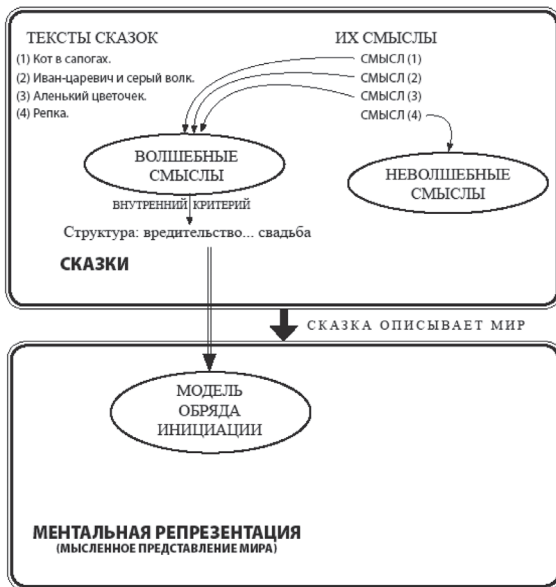 ТЕКСТЫ СКАЗОК
(1) Кот в сапогах.
(2) Иван-царевич и серый волк.
(3) Аленький цветочек.
(4) Репка.
ИХ СМЫСЛЫ
СМЫСЛ (1)
СМЫСЛ (2)
СМЫСЛ (3)
СМЫСЛ (4)
ВОЛШЕБНЫЕ
СМЫСЛЫ
НЕВОЛШЕБНЫЕ
СМЫСЛЫ
ВНУТРЕННИЙ КРИТЕРИЙ
Структура: вредительство... свадьба
СКАЗКИ
СКАЗКА ОПИСЫВАЕТ МИР
МОДЕЛЬ
ОБРЯДА
ИНИЦИАЦИИ
МЕНТАЛЬНАЯ РЕПРЕЗЕНТАЦИЯ
(МЫСЛЕННОЕ ПРЕДСТАВЛЕНИЕ МИРА)